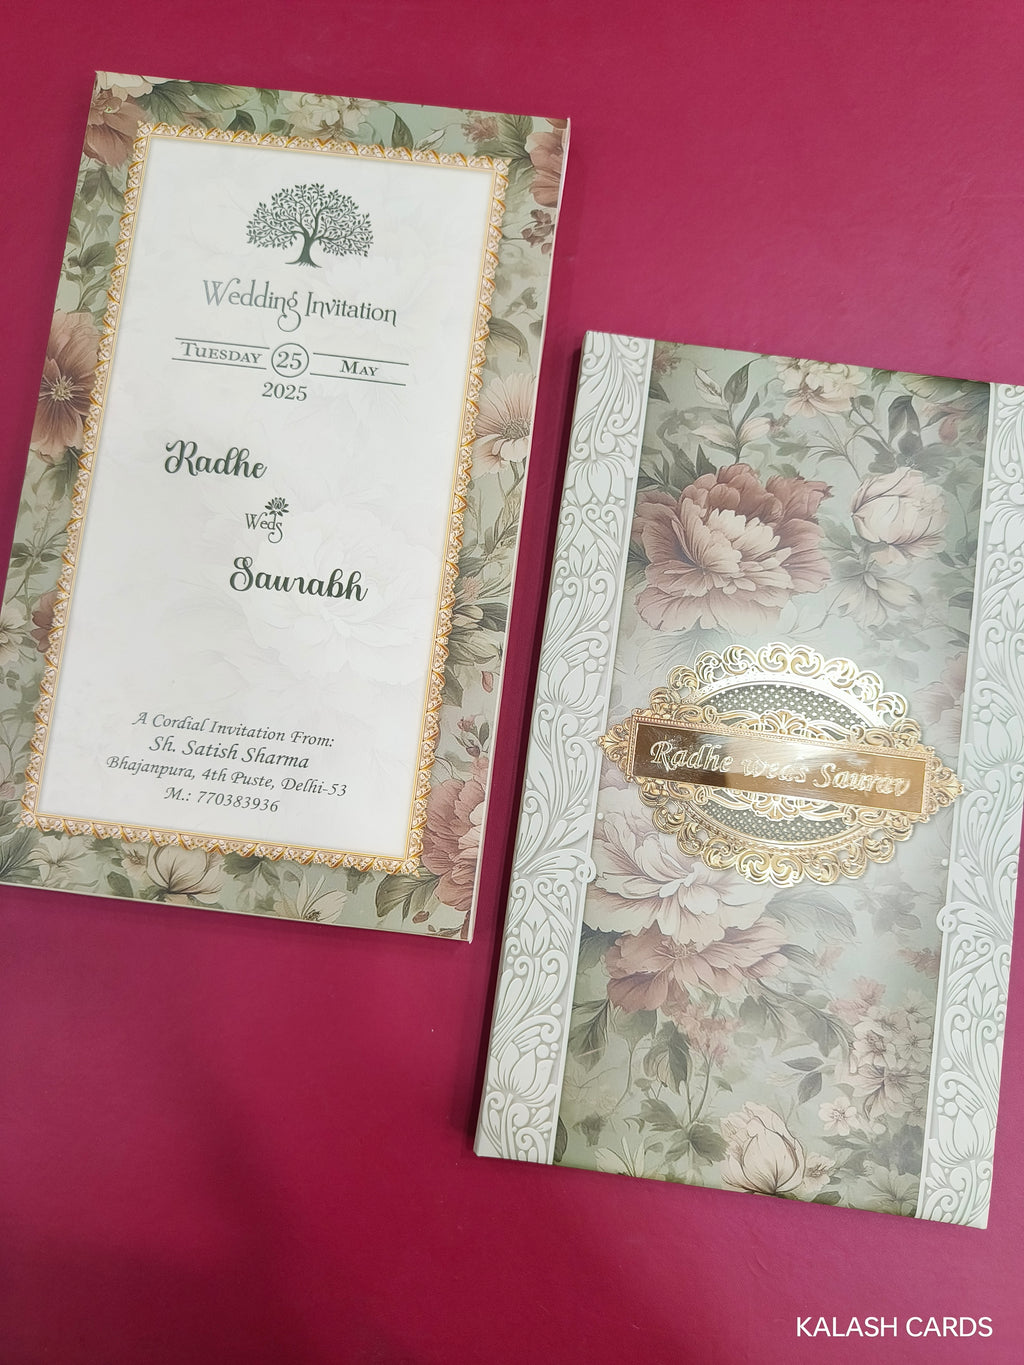 Wedding Invitation
Tuesday 25 May
2025
Radhe
Weds
Saurabh
A Cordial Invitation From:
Sh. Satish Sharma
Bhajanpura, 4th Puste, Delhi-53
M.: 770383936
Radhe weds Saurav
KALASH CARDS